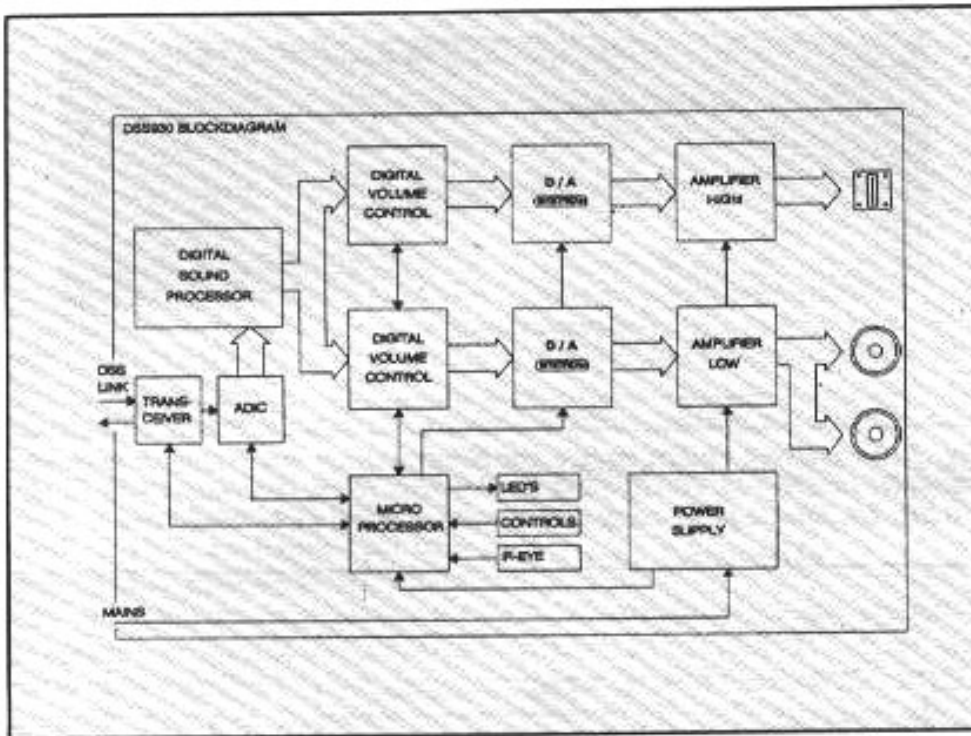 DSS930 BLOCKDIAGRAM
DIGITAL
VOLUME
CONTROL
D / A
AMPLIFIER
HIGH
DIGITAL
SOUND
PROCESSOR
DIGITAL
VOLUME
CONTROL
D / A
AMPLIFIER
LOW
DSS
LINK
TRANS-
CEIVER
ADIC
MICRO
PROCESSOR
LED'S
CONTROLS
IR-EYE
POWER
SUPPLY
MAINS